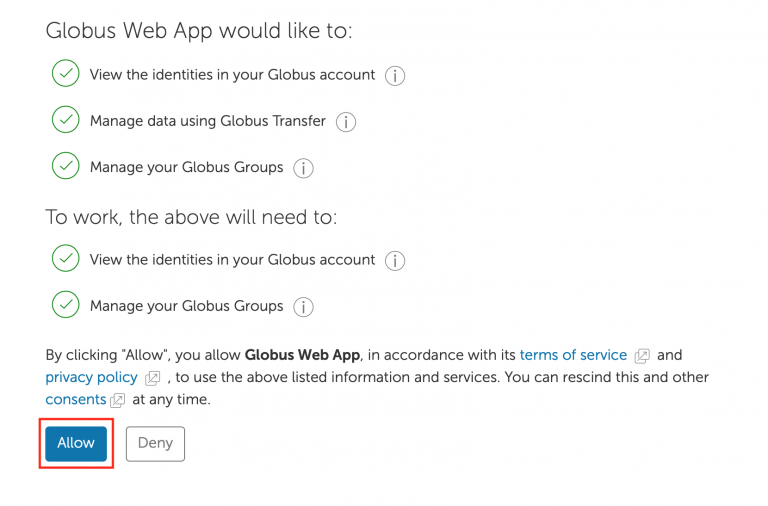 Globus Web App would like to:
View the identities in your Globus account
Manage data using Globus Transfer
Manage your Globus Groups
To work, the above will need to:
View the identities in your Globus account
Manage your Globus Groups
By clicking "Allow", you allow Globus Web App, in accordance with its terms of service and
privacy policy , to use the above listed information and services. You can rescind this and other
consents at any time.
Allow Deny